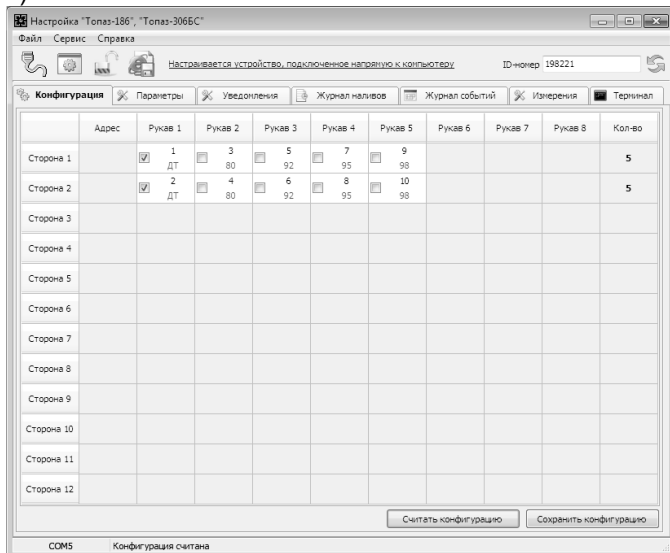 Настройка "Топаз-186", "Топаз-306БС"
Файл Сервис Справка
Настраивается устройство, подключенное напрямую к компьютеру ID-номер 198221
Конфигурация Параметры Уведомления Журнал наливов Журнал событий Измерения Терминал
Адрес Рукав 1 Рукав 2 Рукав 3 Рукав 4 Рукав 5 Рукав 6 Рукав 7 Рукав 8 Кол-во
Сторона 1 1 3 5 7 9 5
ДТ 80 92 95 98
Сторона 2 2 4 6 8 10 5
ДТ 80 92 95 98
Сторона 3
Сторона 4
Сторона 5
Сторона 6
Сторона 7
Сторона 8
Сторона 9
Сторона 10
Сторона 11
Сторона 12
Считать конфигурацию Сохранить конфигурацию
COM5 Конфигурация считана